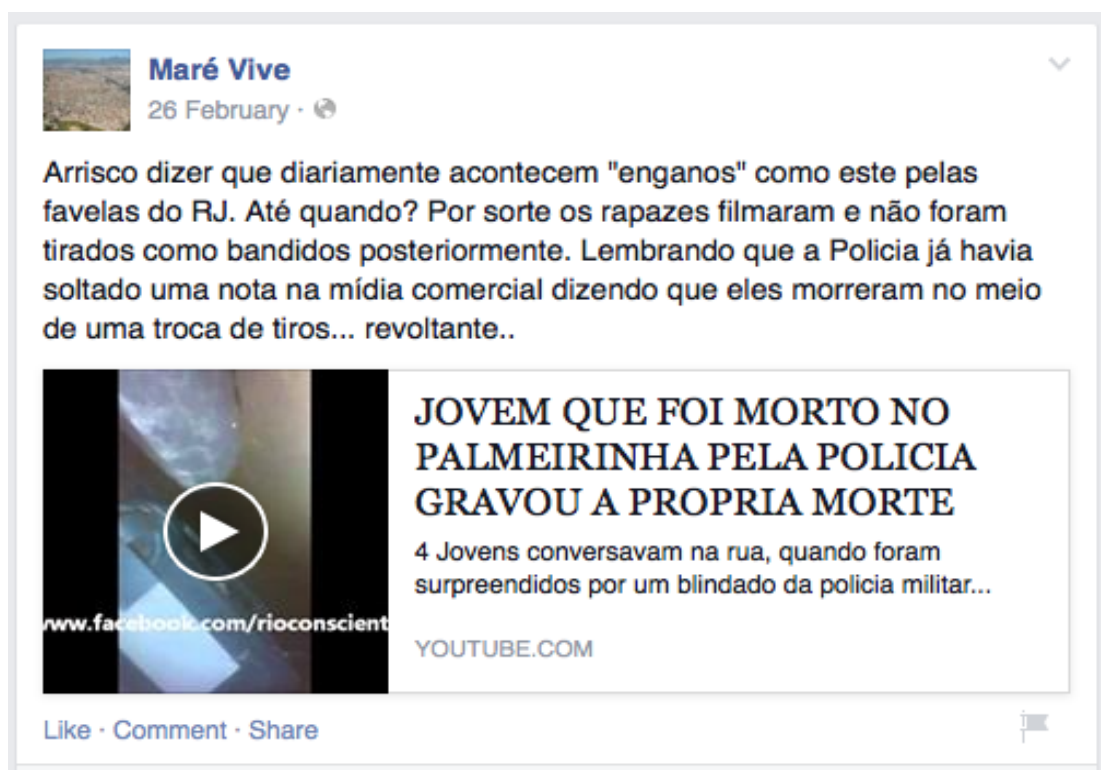 Maré Vive
26 February ·
Arrisco dizer que diariamente acontecem "enganos" como este pelas
favelas do RJ. Até quando? Por sorte os rapazes filmaram e não foram
tirados como bandidos posteriormente. Lembrando que a Policia já havia
soltado uma nota na mídia comercial dizendo que eles morreram no meio
de uma troca de tiros... revoltante..
JOVEM QUE FOI MORTO NO
PALMEIRINHA PELA POLICIA
GRAVOU A PROPRIA MORTE
4 Jovens conversavam na rua, quando foram
surpreendidos por um blindado da policia militar...
www.facebook.com/rioconscient
YOUTUBE.COM
Like · Comment · Share